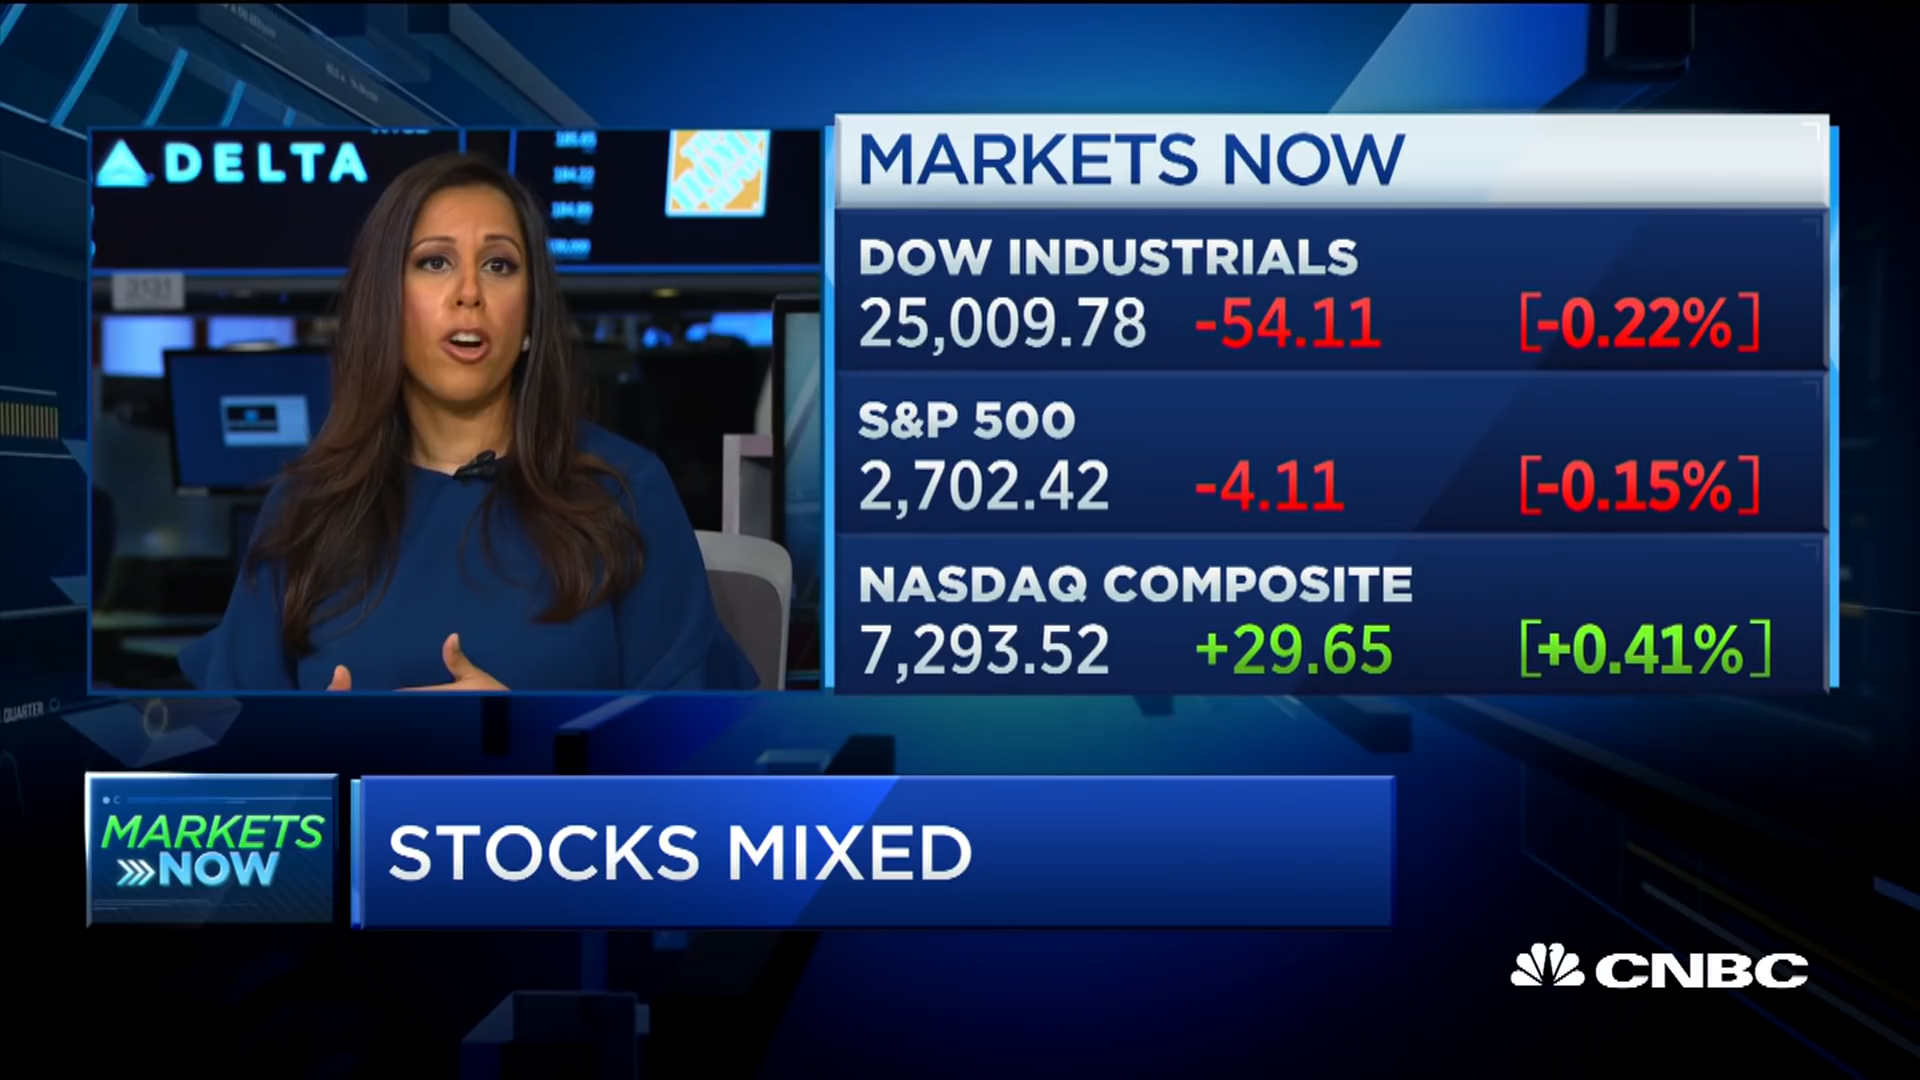 DELTA
MARKETS NOW
DOW INDUSTRIALS
25,009.78 -54.11 [-0.22%]
S&P 500
2,702.42 -4.11 [-0.15%]
NASDAQ COMPOSITE
7,293.52 +29.65 [+0.41%]
QUARTER
MARKETS
NOW
STOCKS MIXED
CNBC